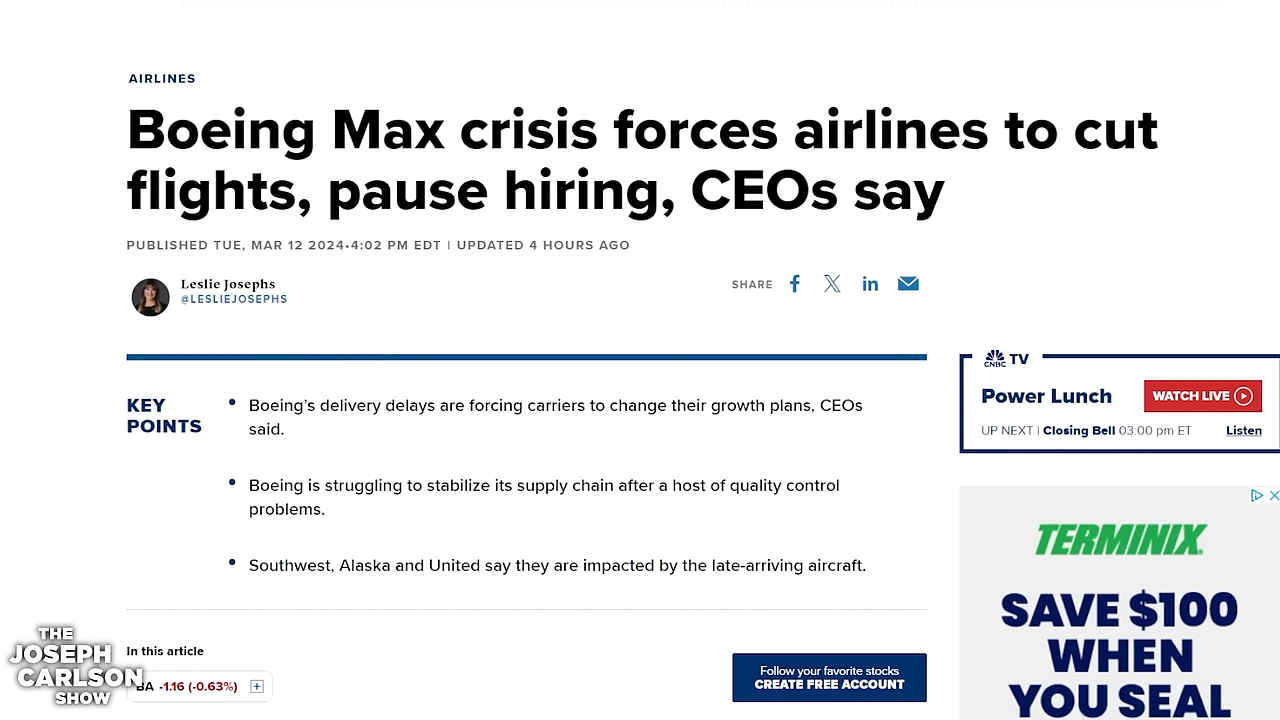 AIRLINES
Boeing Max crisis forces airlines to cut
flights, pause hiring, CEOs say
PUBLISHED TUE, MAR 12 2024•4:02 PM EDT | UPDATED 4 HOURS AGO
Leslie Josephs
@LESLIEJOSEPHS
SHARE
KEY
POINTS
• Boeing's delivery delays are forcing carriers to change their growth plans, CEOs
said.
• Boeing is struggling to stabilize its supply chain after a host of quality control
problems.
• Southwest, Alaska and United say they are impacted by the late-arriving aircraft.
In this article
BA -1.16 (-0.63%)
Follow your favorite stocks
CREATE FREE ACCOUNT
CNBC TV
Power Lunch
WATCH LIVE
UP NEXT | Closing Bell 03:00 pm ET
Listen
TERMINIX
SAVE $100
WHEN
YOU SEAL
THE
JOSEPH
CARLSON
SHOW